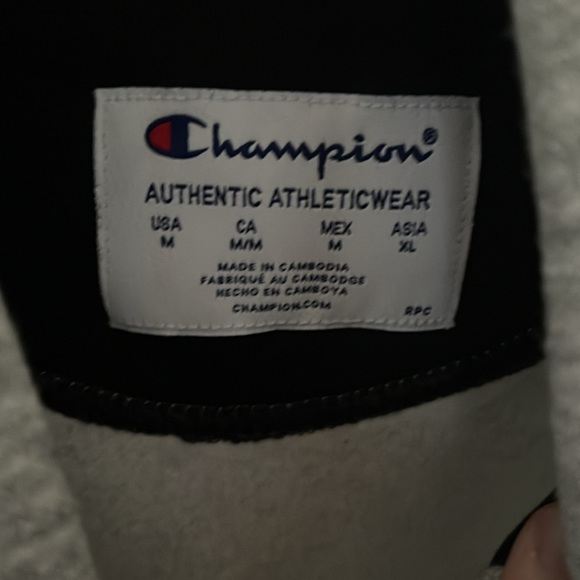 Champion®
AUTHENTIC ATHLETICWEAR
USA CA MEX ASIA
M M/M M XL
MADE IN CAMBODIA
FABRIQUÉ AU CAMBODGE
HECHO EN CAMBOYA
CHAMPION.COM
RPC